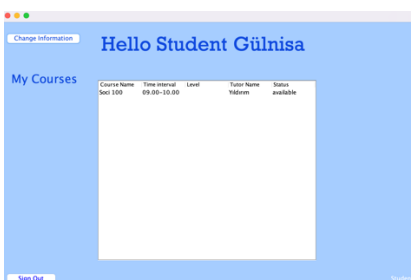 Change Information
Hello Student Gülnisa
My Courses
Course Name Time interval Level Tutor Name Status
Soci 100 09.00-10.00 Yıldırım available
Sign Out
Student